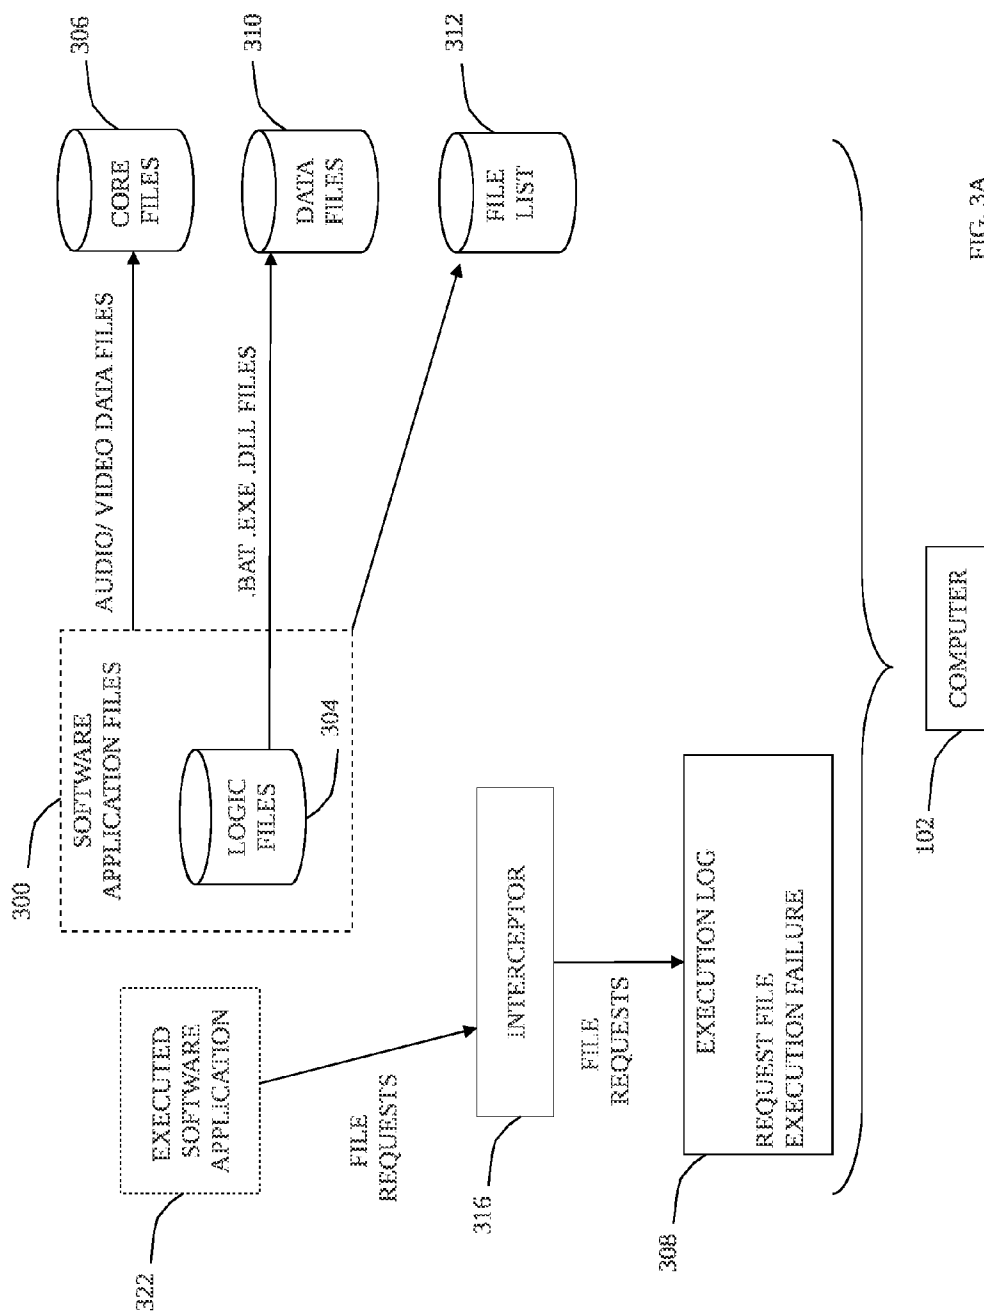 300
SOFTWARE
APPLICATION FILES
LOGIC
FILES
304
AUDIO/ VIDEO DATA FILES
.BAT .EXE .DLL FILES
CORE
FILES
306
DATA
FILES
310
FILE
LIST
312
EXECUTED
SOFTWARE
APPLICATION
322
FILE
REQUESTS
INTERCEPTOR
316
FILE
REQUESTS
EXECUTION LOG
REQUEST FILE
EXECUTION FAILURE
308
COMPUTER
102
FIG. 3A